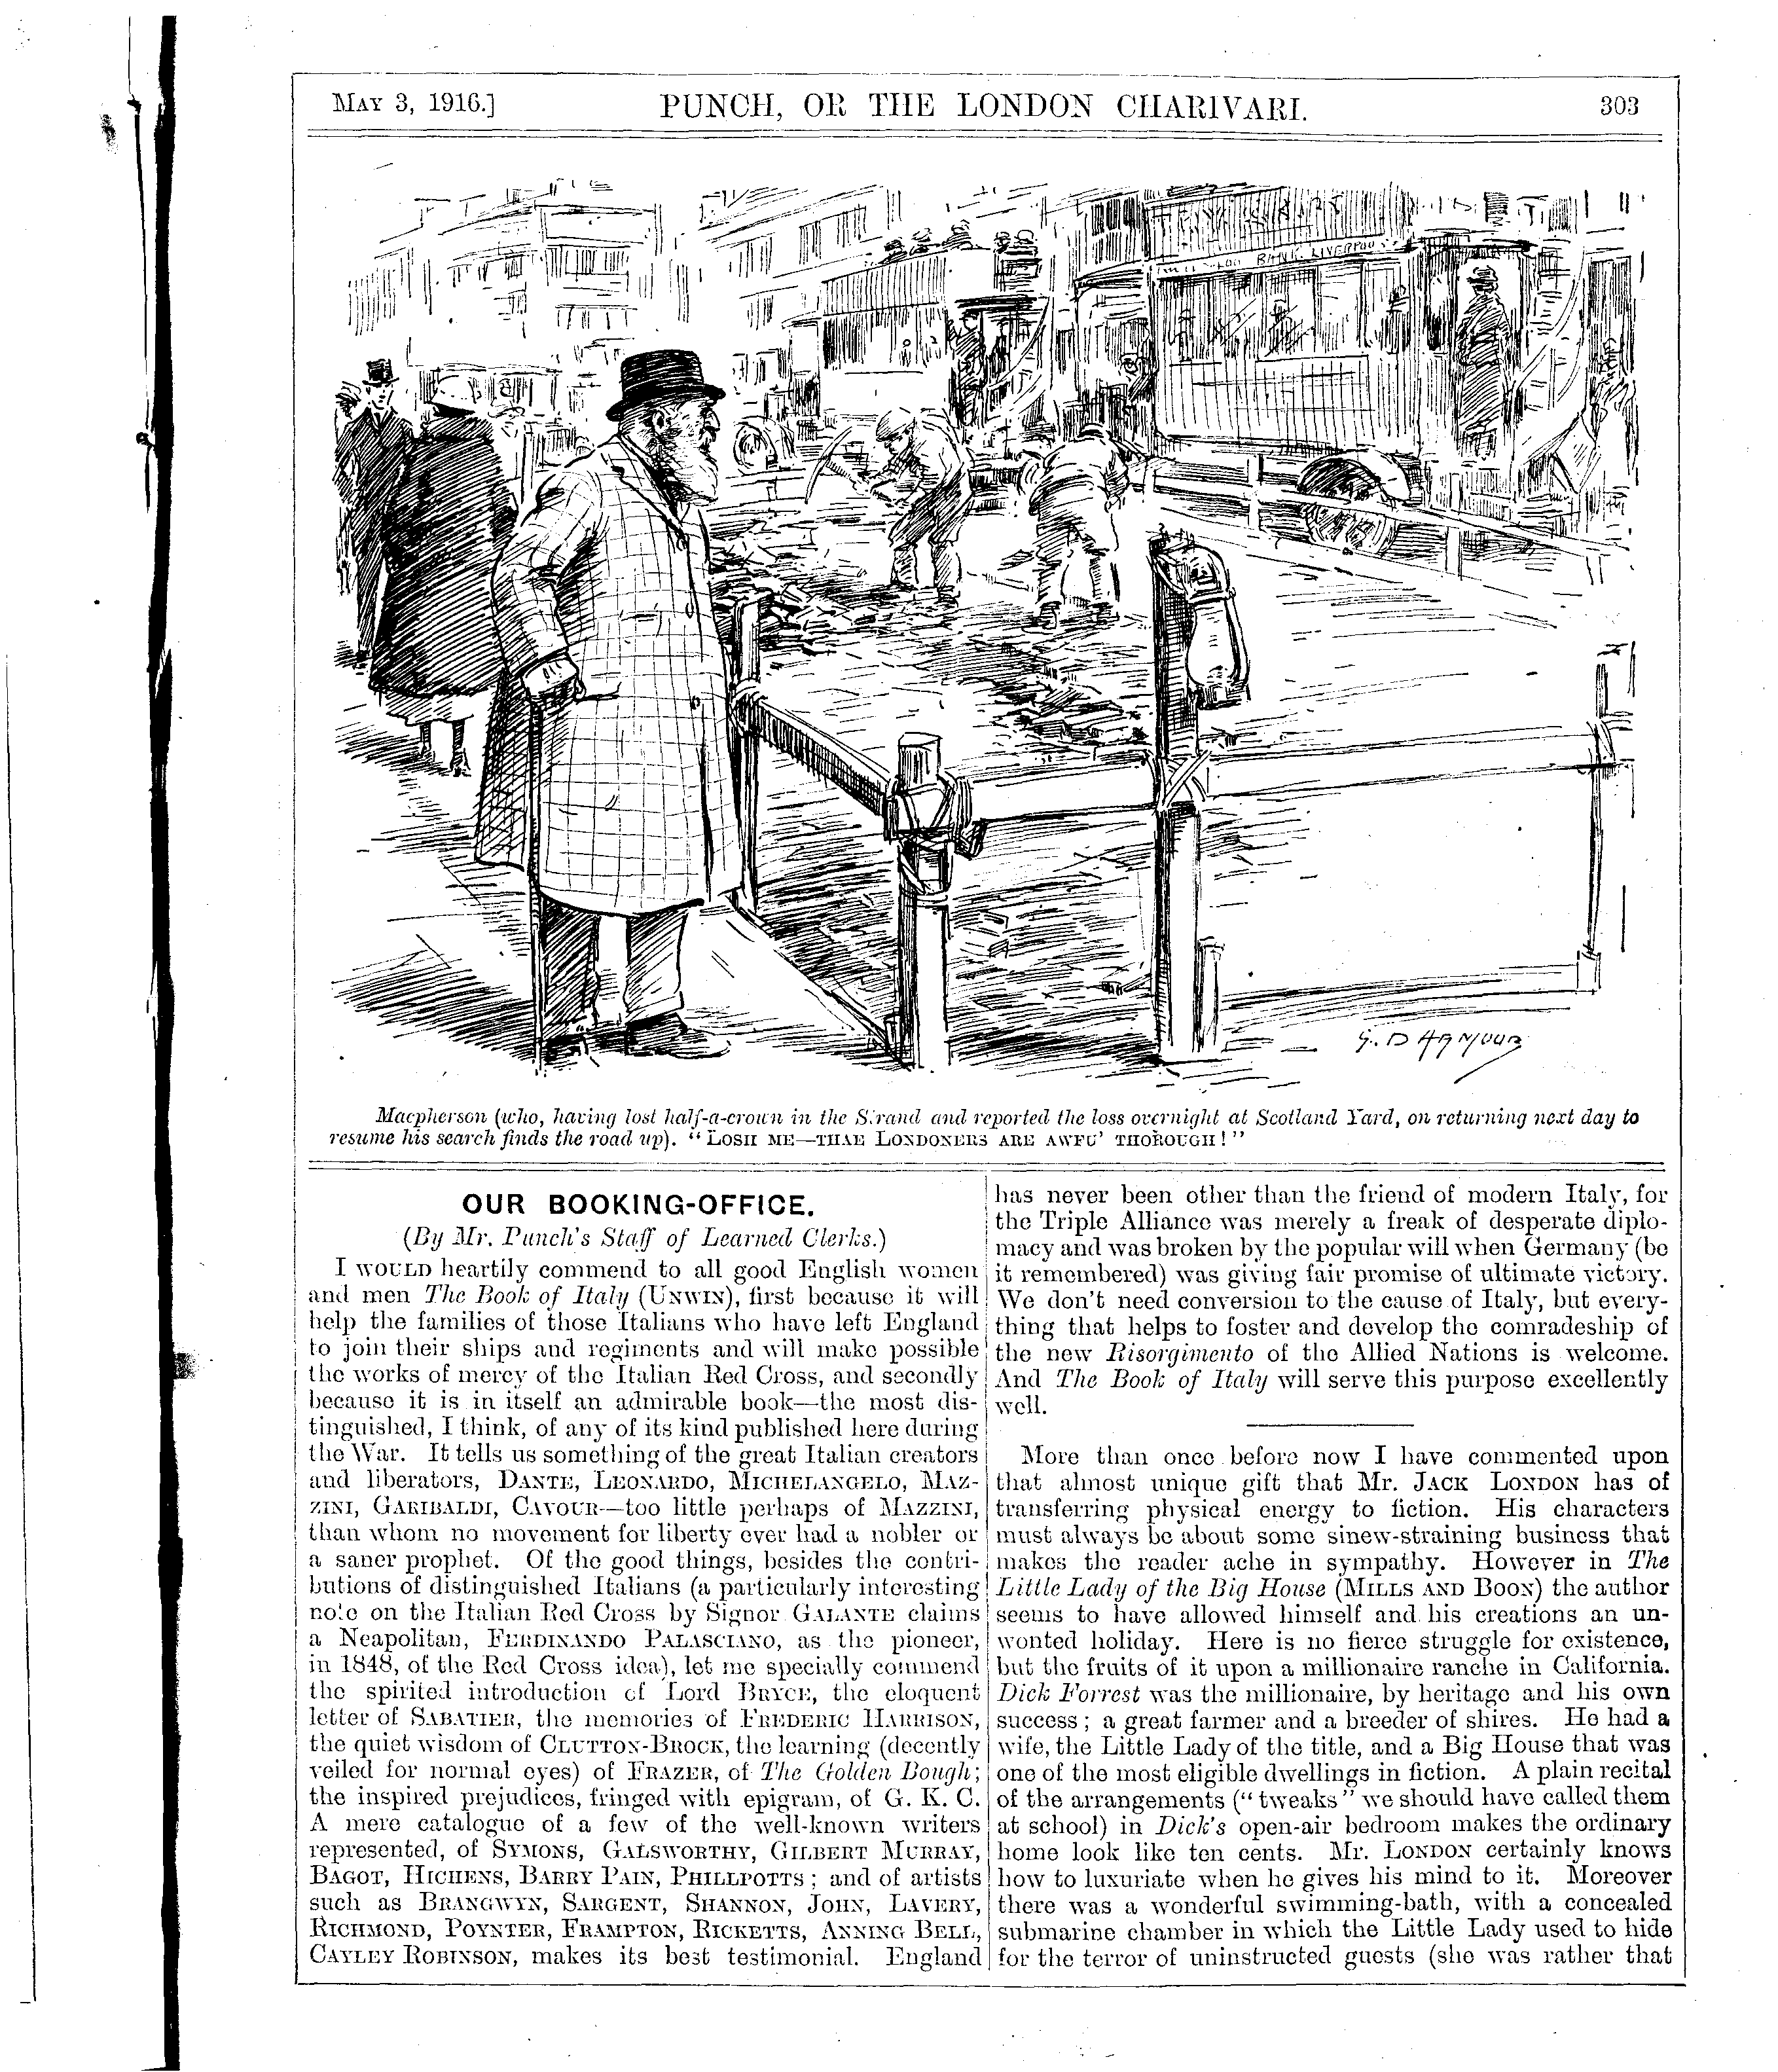 MAY 3, 1916.]
PUNCH, OR THE LONDON CHARIVARI.
303
BANK LIVERPOO
G. D ARMOUR
Macpherson (who, having lost half-a-crown in the Strand and reported the loss overnight at Scotland Yard, on returning next day to
resume his search finds the road up). "LOSH ME—THAE LONDONERS ARE AWFU' THOROUGH!"
OUR BOOKING-OFFICE.
(By Mr. Punch's Staff of Learned Clerks.)
I WOULD heartily commend to all good English women
and men The Book of Italy (UNWIN), first because it will
help the families of those Italians who have left England
to join their ships and regiments and will make possible
the works of mercy of the Italian Red Cross, and secondly
because it is in itself an admirable book—the most dis-
tinguished, I think, of any of its kind published here during
the War. It tells us something of the great Italian creators
and liberators, DANTE, LEONARDO, MICHELANGELO, MAZ-
ZINI, GARIBALDI, CAVOUR—too little perhaps of MAZZINI,
than whom no movement for liberty ever had a nobler or
a saner prophet. Of the good things, besides the contri-
butions of distinguished Italians (a particularly interesting
note on the Italian Red Cross by Signor GALANTE claims
a Neapolitan, FERDINANDO PALASCIANO, as the pioneer,
in 1848, of the Red Cross idea), let me specially commend
the spirited introduction of Lord BRYCE, the eloquent
letter of SABATIER, the memories of FREDERIC HARRISON,
the quiet wisdom of CLUTTON-BROCK, the learning (decently
veiled for normal eyes) of FRAZER, of The Golden Bough;
the inspired prejudices, fringed with epigram, of G. K. C.
A mere catalogue of a few of the well-known writers
represented, of SYMONS, GALSWORTHY, GILBERT MURRAY,
BAGOT, HICHENS, BARRY PAIN, PHILLPOTTS; and of artists
such as BRANGWYN, SARGENT, SHANNON, JOHN, LAVERY,
RICHMOND, POYNTER, FRAMPTON, RICKETTS, ANNING BELL,
CAYLEY ROBINSON, makes its best testimonial. England
has never been other than the friend of modern Italy, for
the Triple Alliance was merely a freak of desperate diplo-
macy and was broken by the popular will when Germany (be
it remembered) was giving fair promise of ultimate victory.
We don't need conversion to the cause of Italy, but every-
thing that helps to foster and develop the comradeship of
the new Risorgimento of the Allied Nations is welcome.
And The Book of Italy will serve this purpose excellently
well.
More than once before now I have commented upon
that almost unique gift that Mr. JACK LONDON has of
transferring physical energy to fiction. His characters
must always be about some sinew-straining business that
makes the reader ache in sympathy. However in The
Little Lady of the Big House (MILLS AND BOON) the author
seems to have allowed himself and his creations an un-
wonted holiday. Here is no fierce struggle for existence,
but the fruits of it upon a millionaire ranche in California.
Dick Forrest was the millionaire, by heritage and his own
success; a great farmer and a breeder of shires. He had a
wife, the Little Lady of the title, and a Big House that was
one of the most eligible dwellings in fiction. A plain recital
of the arrangements ("tweaks" we should have called them
at school) in Dick's open-air bedroom makes the ordinary
home look like ten cents. Mr. LONDON certainly knows
how to luxuriate when he gives his mind to it. Moreover
there was a wonderful swimming-bath, with a concealed
submarine chamber in which the Little Lady used to hide
for the terror of uninstructed guests (she was rather that